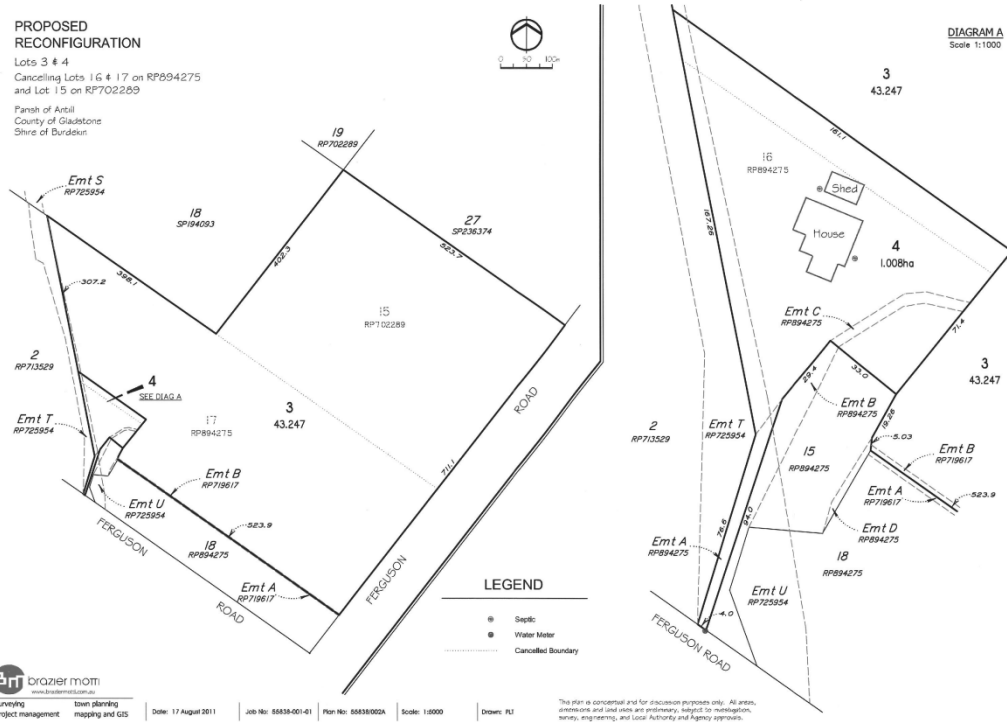 PROPOSED
RECONFIGURATION
Lots 3 & 4
Cancelling Lots 16 & 17 on RP894275
and Lot 15 on RP702289
Parish of Antill
County of Gladstone
Shire of Burdekin
0 50 100m
DIAGRAM A
Scale 1:1000
19
RP702289
Emt S
RP725954
18
SP194093
27
SP236374
402.3
523.7
398.1
307.2
15
RP702289
2
RP713529
4
SEE DIAG A
3
43.247
17
RP894275
Emt T
RP725954
Emt B
RP719617
Emt U
RP725954
523.9
18
RP894275
Emt A
RP719617
711.1
ROAD
FERGUSON
FERGUSON
ROAD
3
43.247
161.1
16
RP894275
Shed
House
167.26
4
1.008ha
Emt C
RP894275
71.4
29.4
33.0
3
43.247
Emt B
RP894275
19.26
2
RP713529
Emt T
RP725954
5.03
Emt B
RP719617
15
RP894275
Emt A
RP719617
523.9
76.6
94.0
Emt D
RP894275
Emt A
RP894275
18
RP894275
Emt U
RP725954
4.0
FERGUSON ROAD
LEGEND
Septic
Water Meter
Cancelled Boundary
bm brazier motti
www.braziermotti.com.au
surveying town planning
project management mapping and GIS
Date: 17 August 2011
Job No: 55838-001-01
Plan No: 55838/002A
Scale: 1:5000
Drawn: PLT
This plan is conceptual and for discussion purposes only. All areas,
dimensions and land uses are preliminary, subject to investigation,
survey, engineering, and Local Authority and Agency approvals.